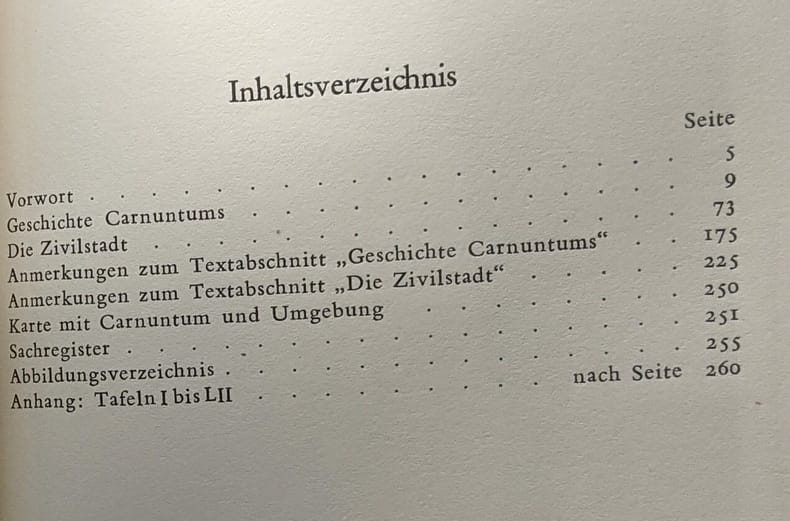 Inhaltsverzeichnis
Seite
Vorwort . . . . . . . . . . . . . . . . . . . 5
Geschichte Carnuntums . . . . . . . . . . . . . . 9
Die Zivilstadt . . . . . . . . . . . . . . . . . 73
Anmerkungen zum Textabschnitt „Geschichte Carnuntums“ . . 175
Anmerkungen zum Textabschnitt „Die Zivilstadt“ . . . . . 225
Karte mit Carnuntum und Umgebung . . . . . . . . 250
Sachregister . . . . . . . . . . . . . . . . . . 251
Abbildungsverzeichnis . . . . . . . . . . . . . . . 255
Anhang: Tafeln I bis LII . . . . . . . . . nach Seite 260